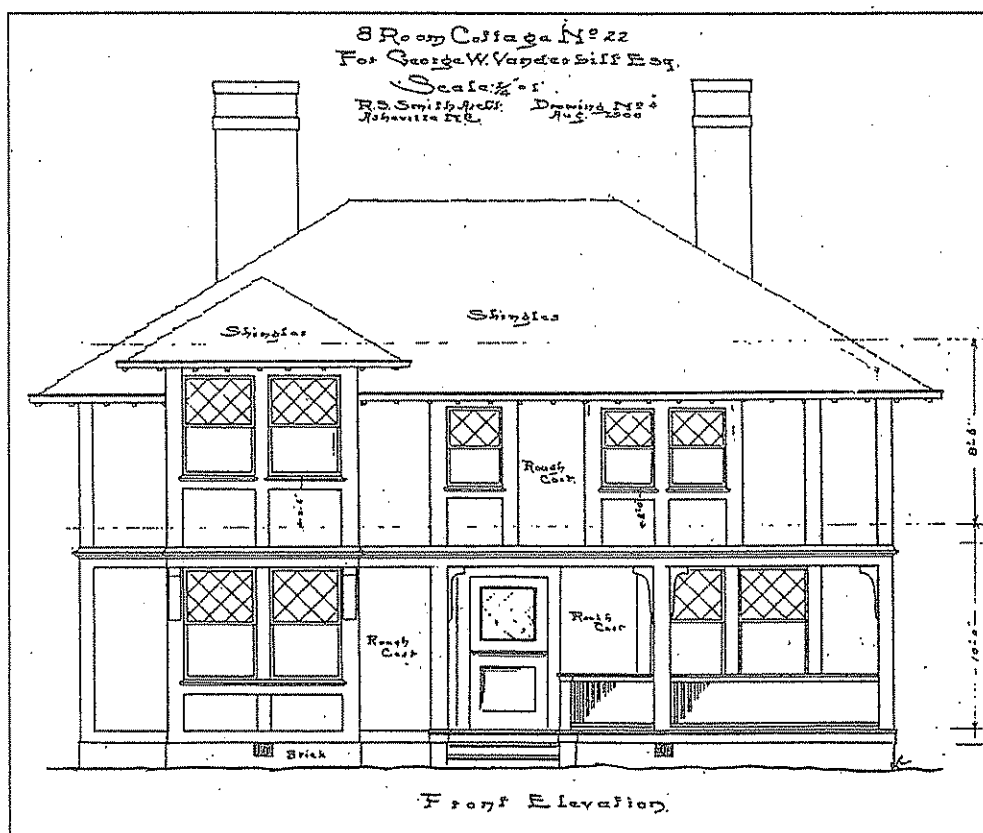 8 Room Cottage Nº 22
For George W. Vanderbilt Esq.
Scale: ¼" = 1'
R.S. Smith Archt. Drawing Nº 4
Asheville N.C. Aug. 1900
Shingles
Shingles
Rough
Cast
8'-6"
Rough
Cast
Rough
Cast
10'-0"
Brick
Front Elevation.